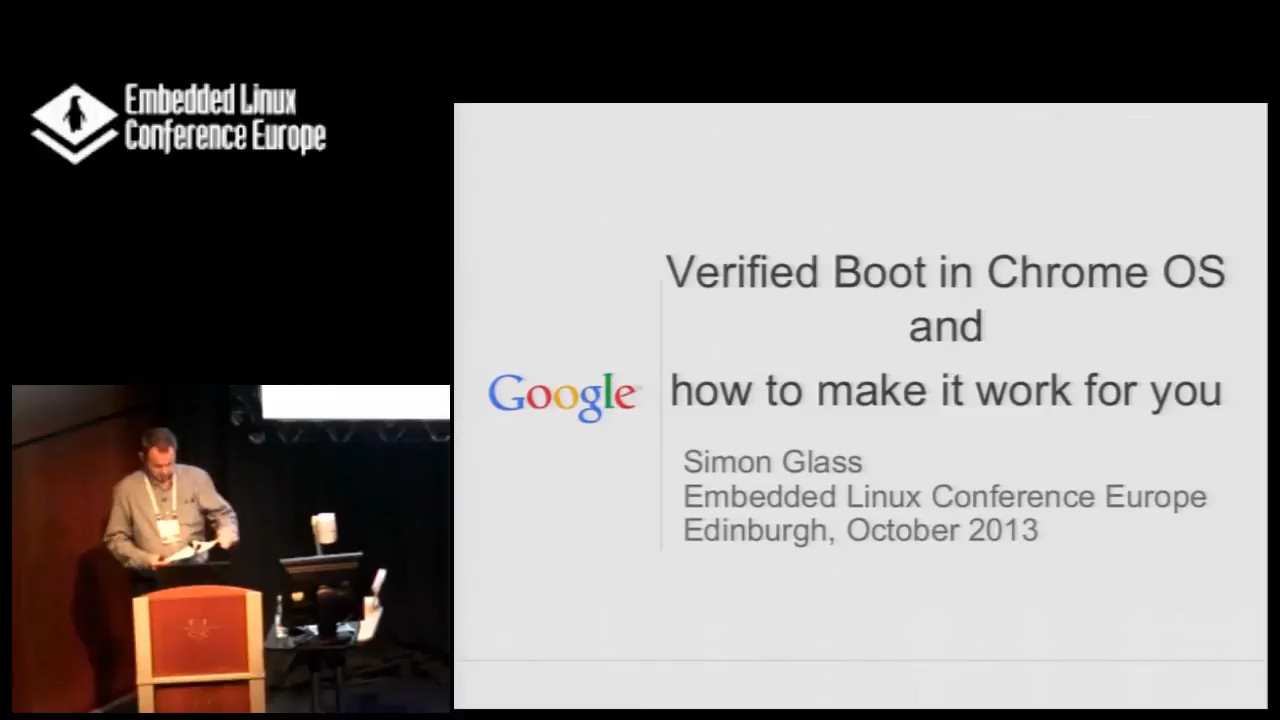 Embedded Linux
Conference Europe
Verified Boot in Chrome OS
and
how to make it work for you
Google
Simon Glass
Embedded Linux Conference Europe
Edinburgh, October 2013